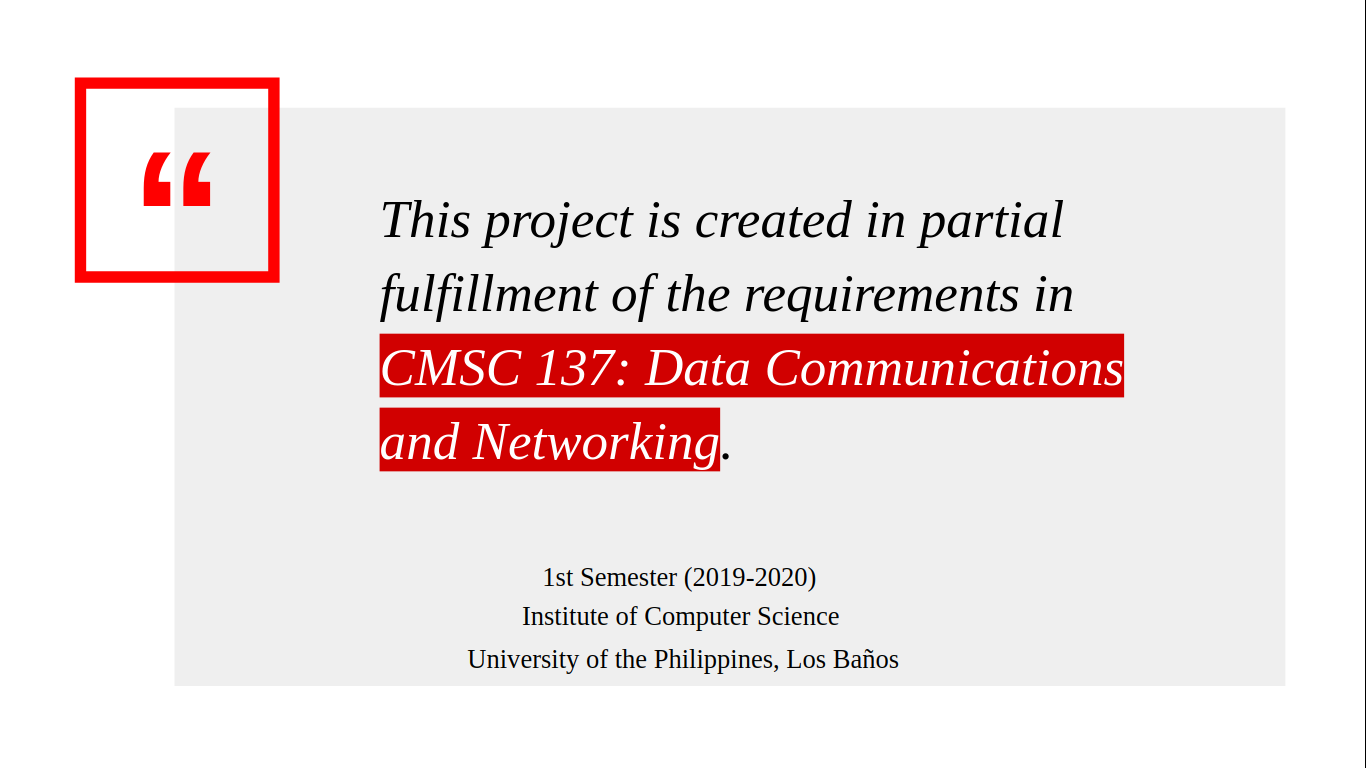 “
This project is created in partial
fulfillment of the requirements in
CMSC 137: Data Communications
and Networking.
1st Semester (2019-2020)
Institute of Computer Science
University of the Philippines, Los Baños